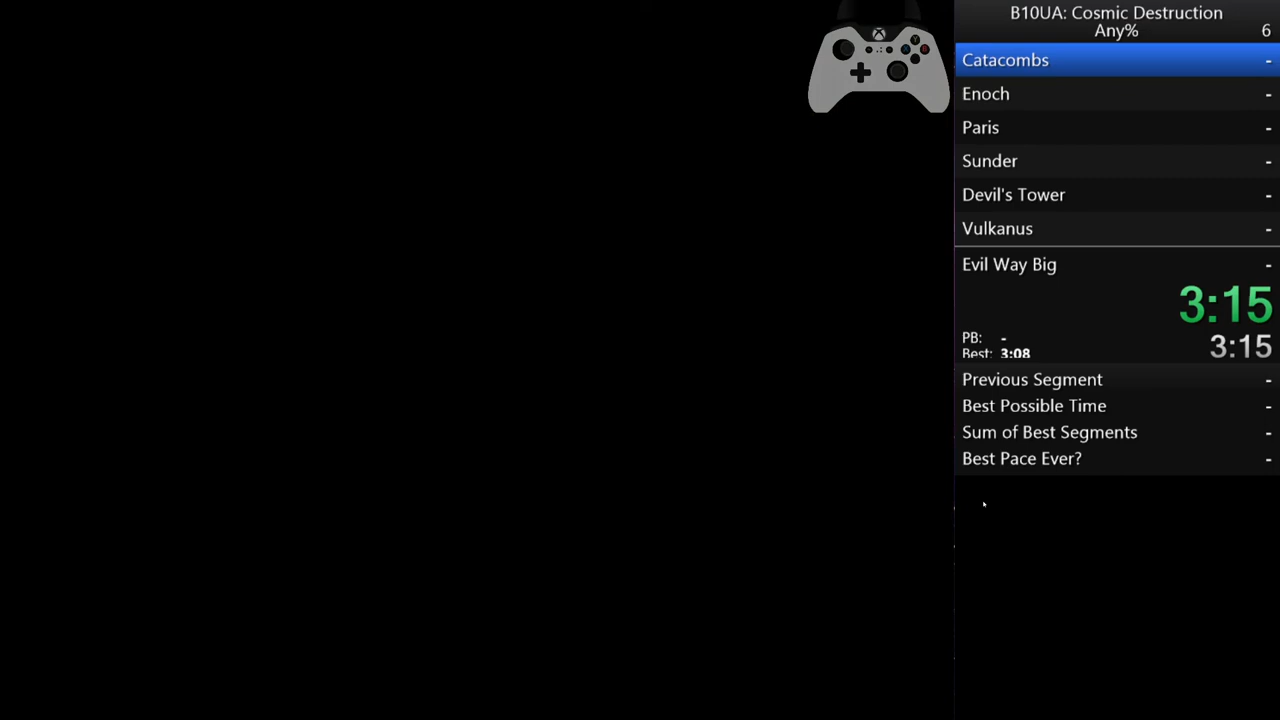 B10UA: Cosmic Destruction
Any% 6
Catacombs -
Enoch -
Paris -
Sunder -
Devil's Tower -
Vulkanus -
Evil Way Big -
3:15
PB: -
Best: 3:08 3:15
Previous Segment -
Best Possible Time -
Sum of Best Segments -
Best Pace Ever? -